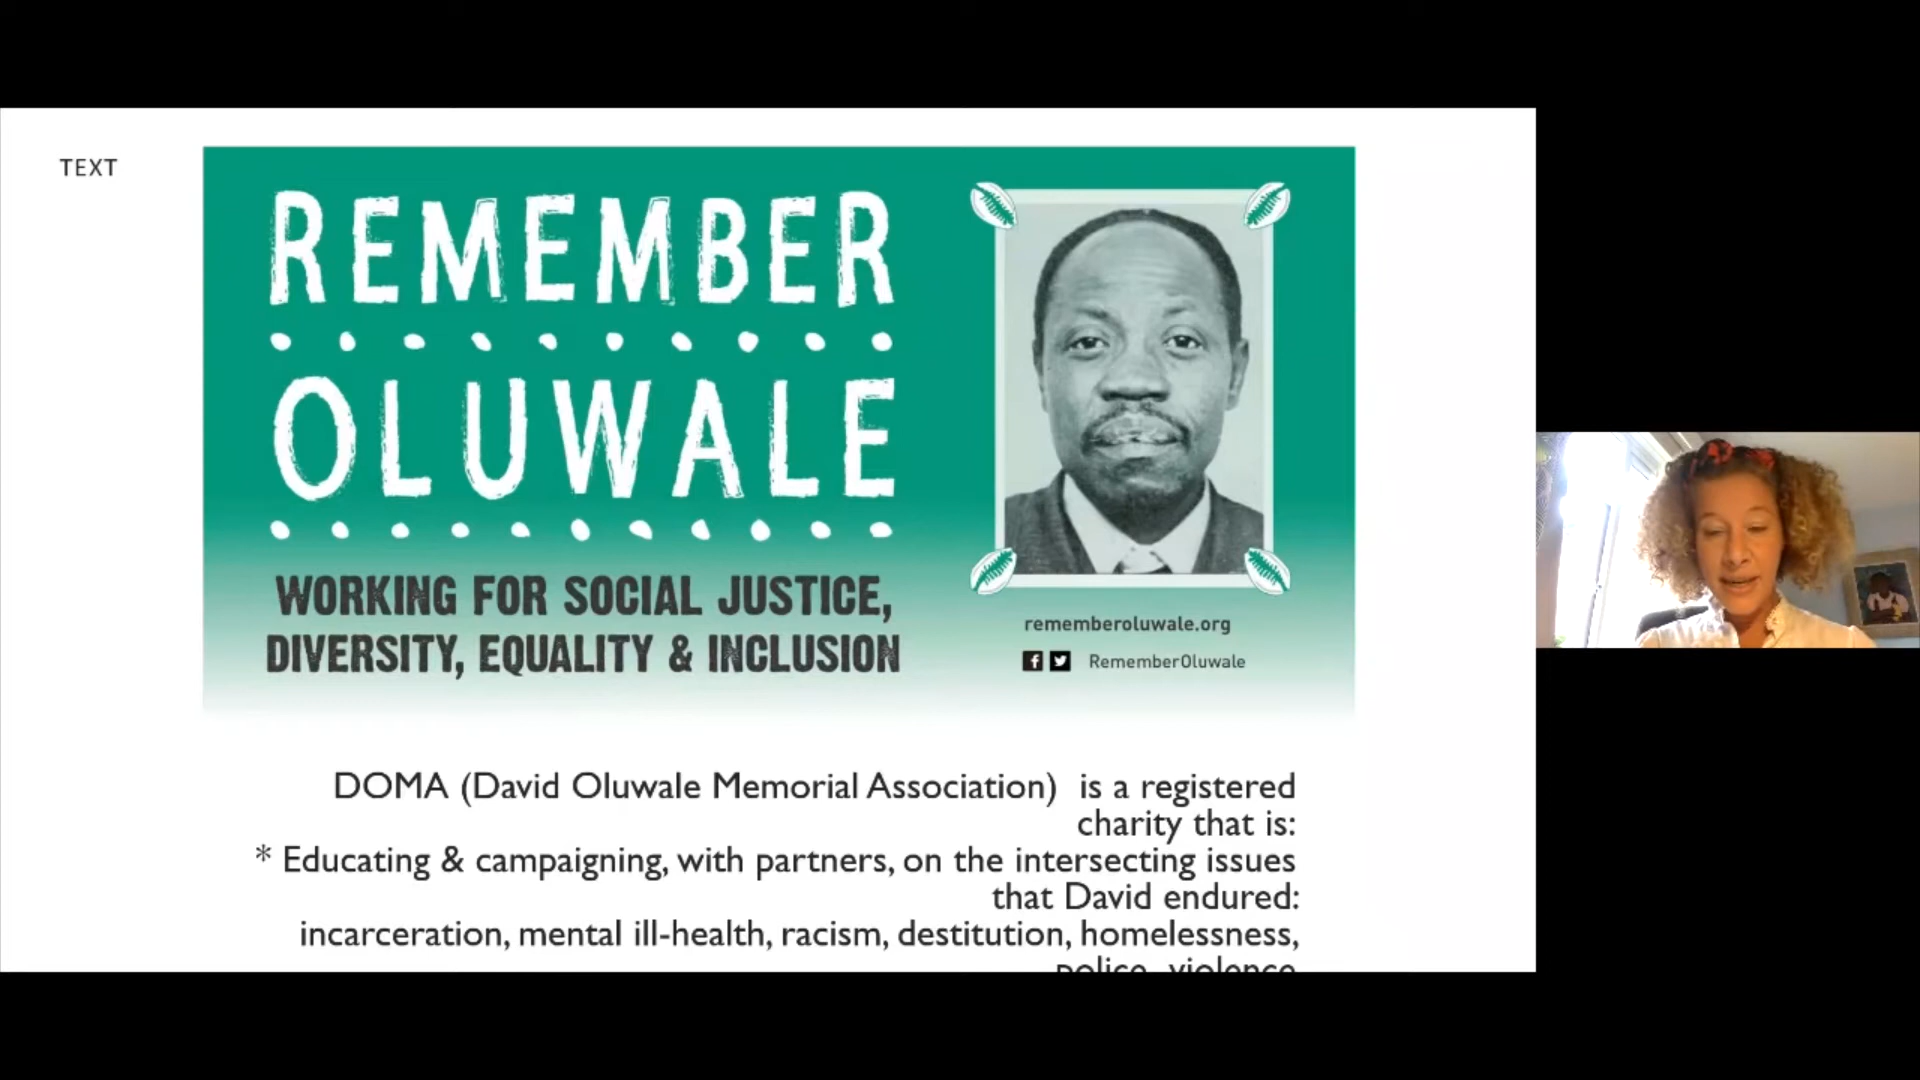 TEXT
REMEMBER
OLUWALE
WORKING FOR SOCIAL JUSTICE,
DIVERSITY, EQUALITY & INCLUSION
rememberoluwale.org
RememberOluwale
DOMA (David Oluwale Memorial Association) is a registered
charity that is:
* Educating & campaigning, with partners, on the intersecting issues
that David endured:
incarceration, mental ill-health, racism, destitution, homelessness,
police violence